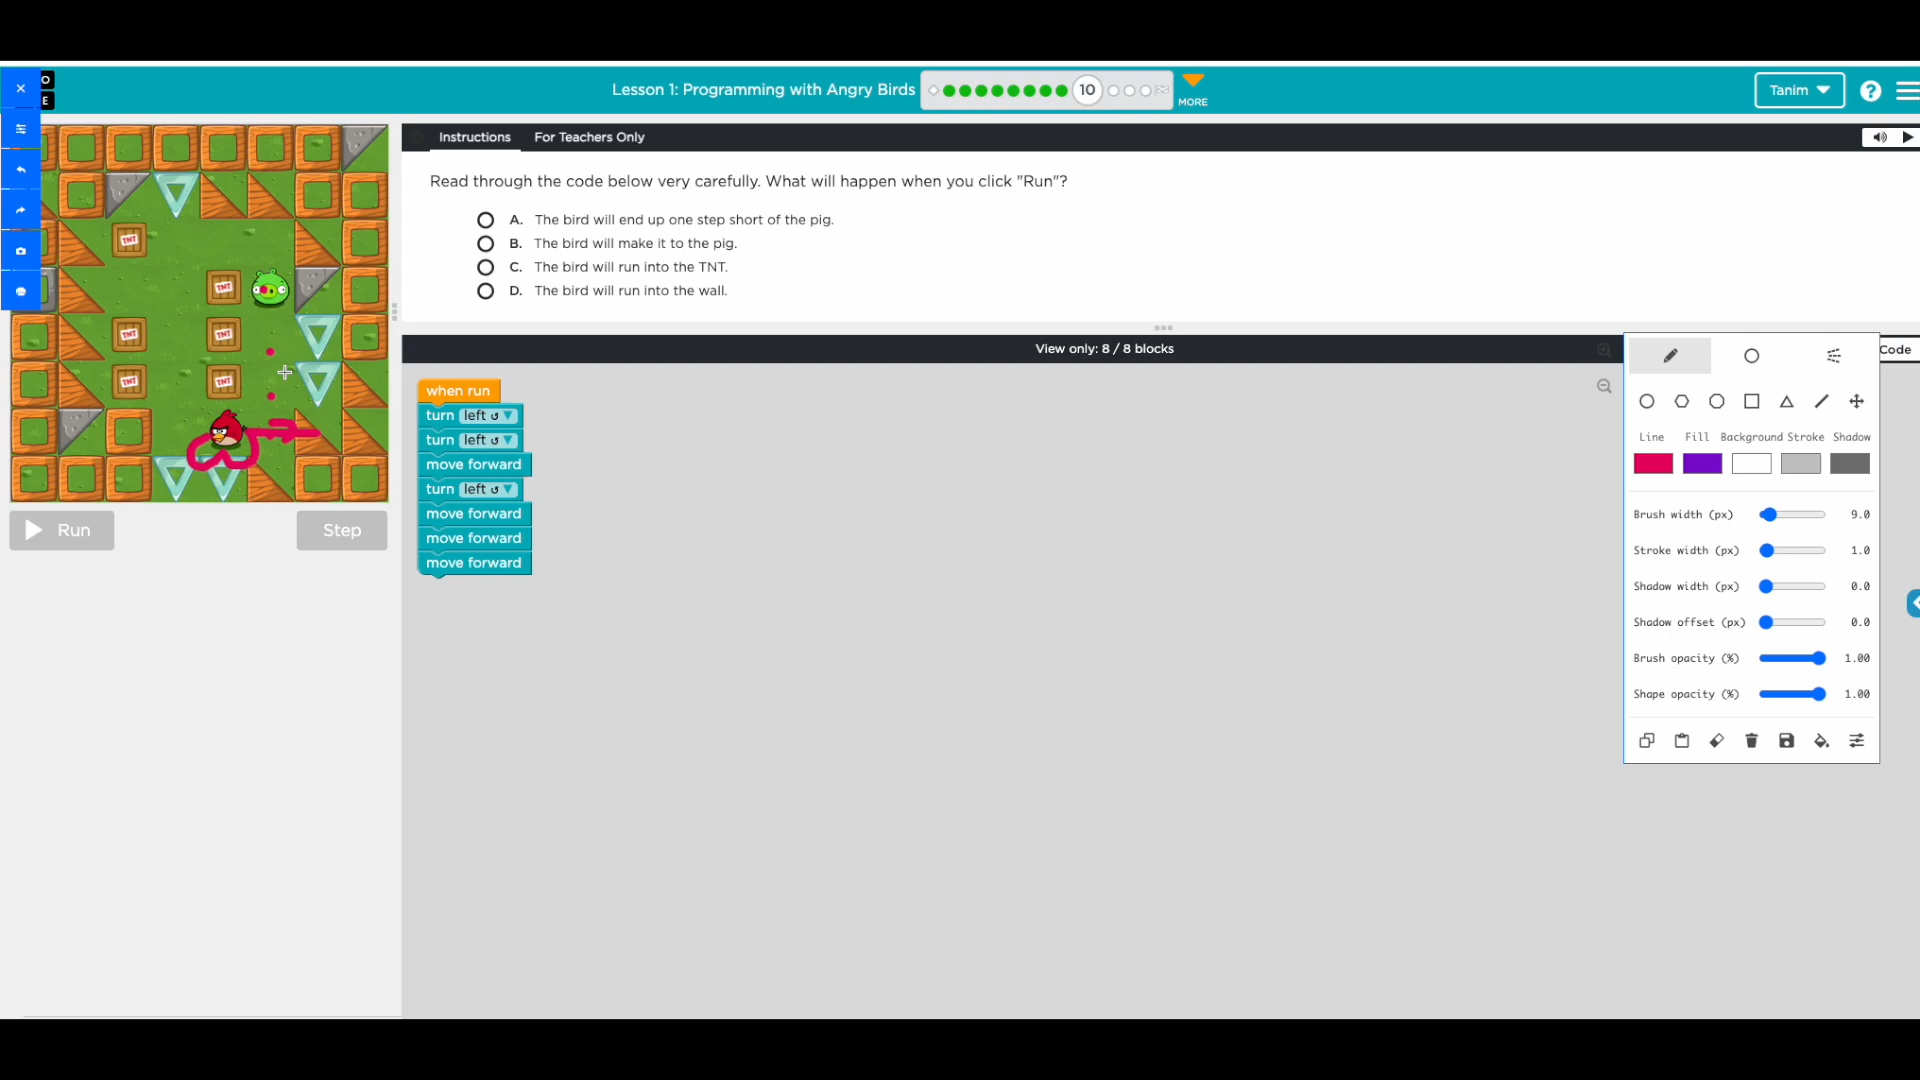 O
E
Lesson 1: Programming with Angry Birds
10
MORE
Tanim
?
Instructions
For Teachers Only
Read through the code below very carefully. What will happen when you click "Run"?
A. The bird will end up one step short of the pig.
B. The bird will make it to the pig.
C. The bird will run into the TNT.
D. The bird will run into the wall.
TNT
TNT
TNT
TNT
TNT
TNT
Run
Step
View only: 8 / 8 blocks
Code
when run
turn left
turn left
move forward
turn left
move forward
move forward
move forward
Line Fill Background Stroke Shadow
Brush width (px) 9.0
Stroke width (px) 1.0
Shadow width (px) 0.0
Shadow offset (px) 0.0
Brush opacity (%) 1.00
Shape opacity (%) 1.00